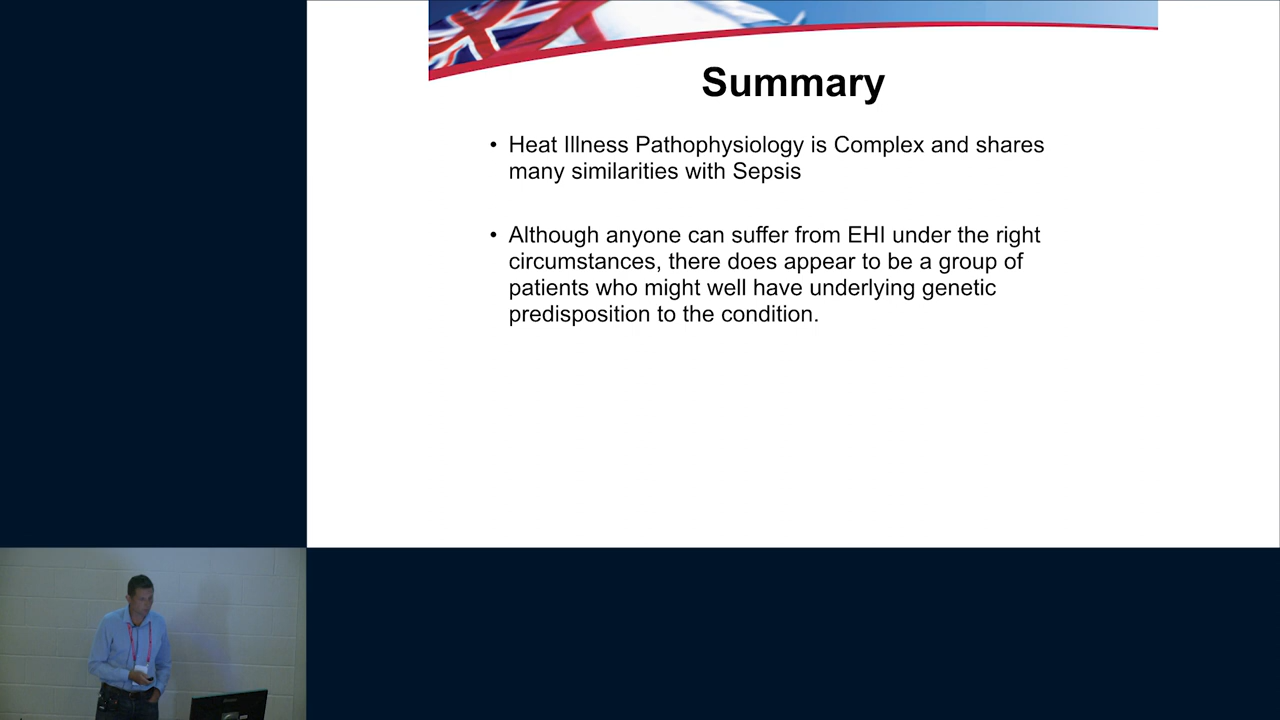 Summary
• Heat Illness Pathophysiology is Complex and shares
many similarities with Sepsis
• Although anyone can suffer from EHI under the right
circumstances, there does appear to be a group of
patients who might well have underlying genetic
predisposition to the condition.